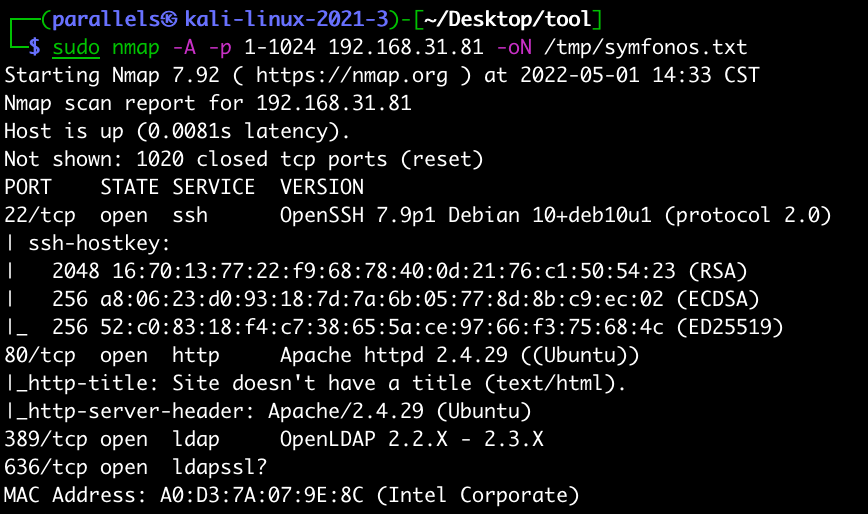 ┌──(parallels㉿kali-linux-2021-3)-[~/Desktop/tool]
└─$ sudo nmap -A -p 1-1024 192.168.31.81 -oN /tmp/symfonos.txt
Starting Nmap 7.92 ( https://nmap.org ) at 2022-05-01 14:33 CST
Nmap scan report for 192.168.31.81
Host is up (0.0081s latency).
Not shown: 1020 closed tcp ports (reset)
PORT    STATE SERVICE  VERSION
22/tcp  open  ssh      OpenSSH 7.9p1 Debian 10+deb10u1 (protocol 2.0)
| ssh-hostkey:
|   2048 16:70:13:77:22:f9:68:78:40:0d:21:76:c1:50:54:23 (RSA)
|   256 a8:06:23:d0:93:18:7d:7a:6b:05:77:8d:8b:c9:ec:02 (ECDSA)
|_  256 52:c0:83:18:f4:c7:38:65:5a:ce:97:66:f3:75:68:4c (ED25519)
80/tcp  open  http     Apache httpd 2.4.29 ((Ubuntu))
|_http-title: Site doesn't have a title (text/html).
|_http-server-header: Apache/2.4.29 (Ubuntu)
389/tcp open  ldap     OpenLDAP 2.2.X - 2.3.X
636/tcp open  ldapssl?
MAC Address: A0:D3:7A:07:9E:8C (Intel Corporate)